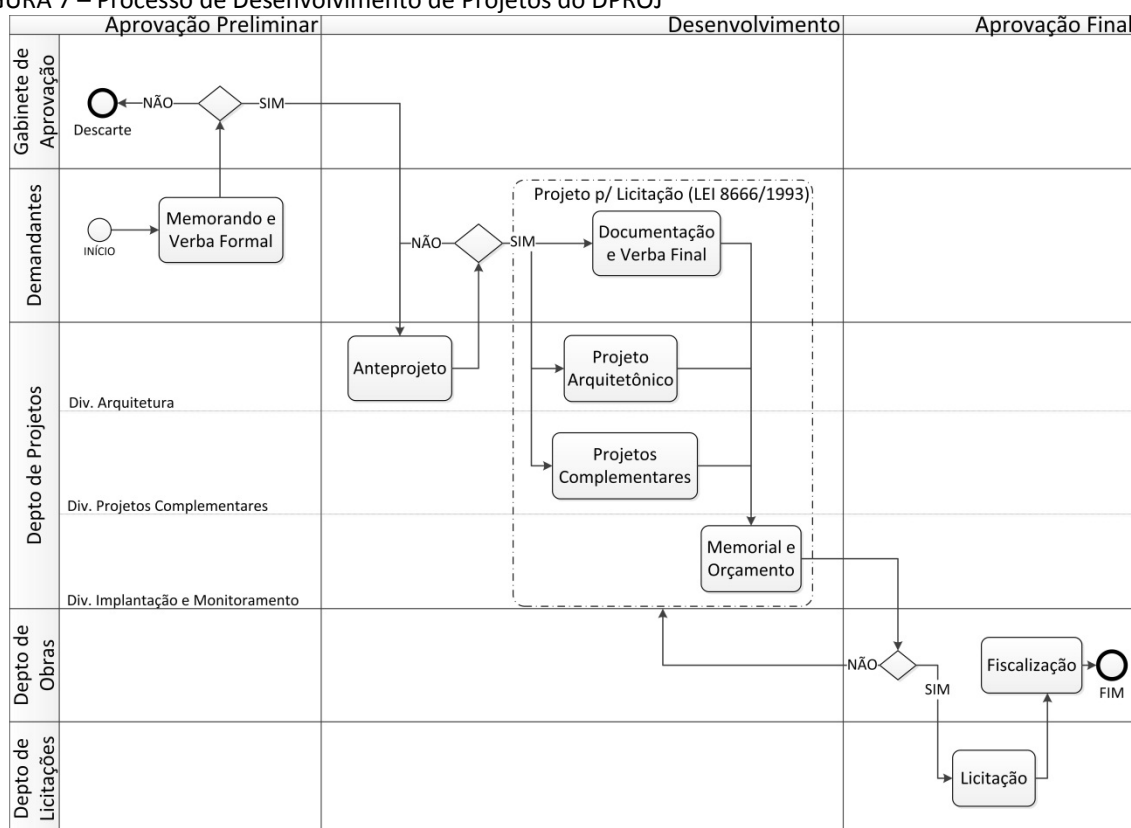 GURA 7 – Processo de Desenvolvimento de Projetos do DPROJ
Aprovação Preliminar
Desenvolvimento
Aprovação Final
Gabinete de
Aprovação
NÃO
SIM
Descarte
Demandantes
INÍCIO
Memorando e
Verba Formal
NÃO
SIM
Projeto p/ Licitação (LEI 8666/1993)
Documentação
e Verba Final
Depto de Projetos
Anteprojeto
Projeto
Arquitetônico
Div. Arquitetura
Projetos
Complementares
Div. Projetos Complementares
Memorial e
Orçamento
Div. Implantação e Monitoramento
Depto de
Obras
NÃO
SIM
Fiscalização
FIM
Depto de
Licitações
Licitação